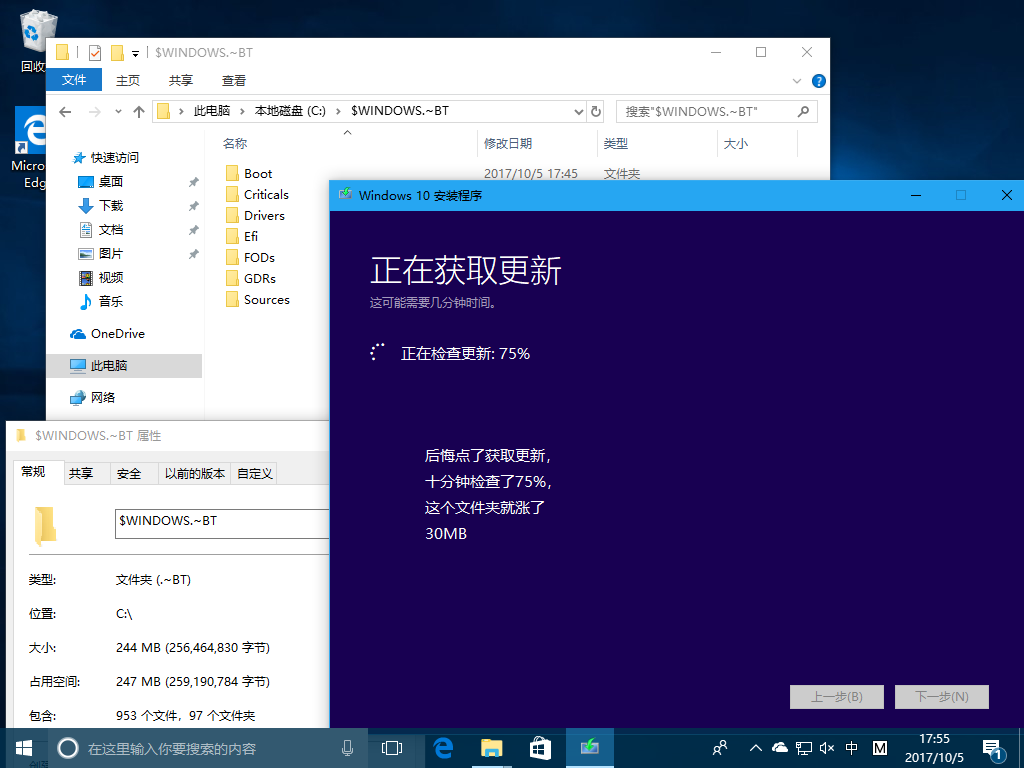 回收
Micro
Edg
$WINDOWS.~BT
文件 主页 共享 查看
此电脑 本地磁盘 (C:) $WINDOWS.~BT 搜索"$WINDOWS.~BT"
名称 修改日期 类型 大小
快速访问
桌面
下载
文档
图片
视频
音乐
OneDrive
此电脑
网络
Boot 2017/10/5 17:45 文件夹
Criticals
Drivers
Efi
FODs
GDRs
Sources
Windows 10 安装程序
正在获取更新
这可能需要几分钟时间。
正在检查更新: 75%
后悔点了获取更新，
十分钟检查了75%，
这个文件夹就涨了
30MB
上一步(B) 下一步(N)
$WINDOWS.~BT 属性
常规 共享 安全 以前的版本 自定义
$WINDOWS.~BT
类型: 文件夹 (.~BT)
位置: C:\
大小: 244 MB (256,464,830 字节)
占用空间: 247 MB (259,190,784 字节)
包含: 953 个文件，97 个文件夹
在这里输入你要搜索的内容
中 M
17:55
2017/10/5
1